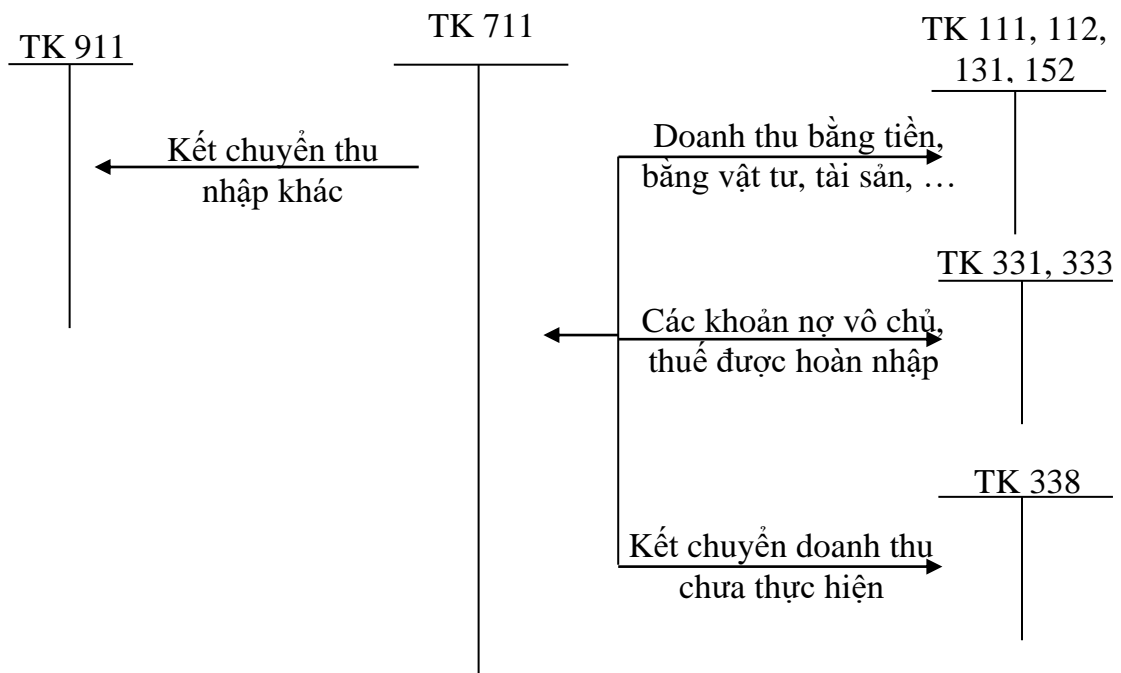 TK 911
TK 711
TK 111, 112,
131, 152
Kết chuyển thu
nhập khác
Doanh thu bằng tiền,
bằng vật tư, tài sản, …
TK 331, 333
Các khoản nợ vô chủ,
thuế được hoàn nhập
TK 338
Kết chuyển doanh thu
chưa thực hiện